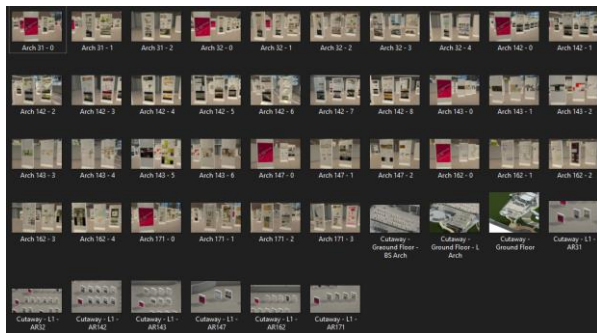 Arch 31 - 0 Arch 31 - 1 Arch 31 - 2 Arch 32 - 0 Arch 32 - 1 Arch 32 - 2 Arch 32 - 3 Arch 32 - 4 Arch 142 - 0 Arch 142 - 1
Arch 142 - 2 Arch 142 - 3 Arch 142 - 4 Arch 142 - 5 Arch 142 - 6 Arch 142 - 7 Arch 142 - 8 Arch 143 - 0 Arch 143 - 1 Arch 143 - 2
Arch 143 - 3 Arch 143 - 4 Arch 143 - 5 Arch 143 - 6 Arch 147 - 0 Arch 147 - 1 Arch 147 - 2 Arch 162 - 0 Arch 162 - 1 Arch 162 - 2
Arch 162 - 3 Arch 162 - 4 Arch 171 - 0 Arch 171 - 1 Arch 171 - 2 Arch 171 - 3 Cutaway - Graound Floor - BS Arch Cutaway - Ground Floor - L Arch Cutaway - Ground Floor Cutaway - L1 - AR31
Cutaway - L1 - AR32 Cutaway - L1 - AR142 Cutaway - L1 - AR143 Cutaway - L1 - AR147 Cutaway - L1 - AR162 Cutaway - L1 - AR171